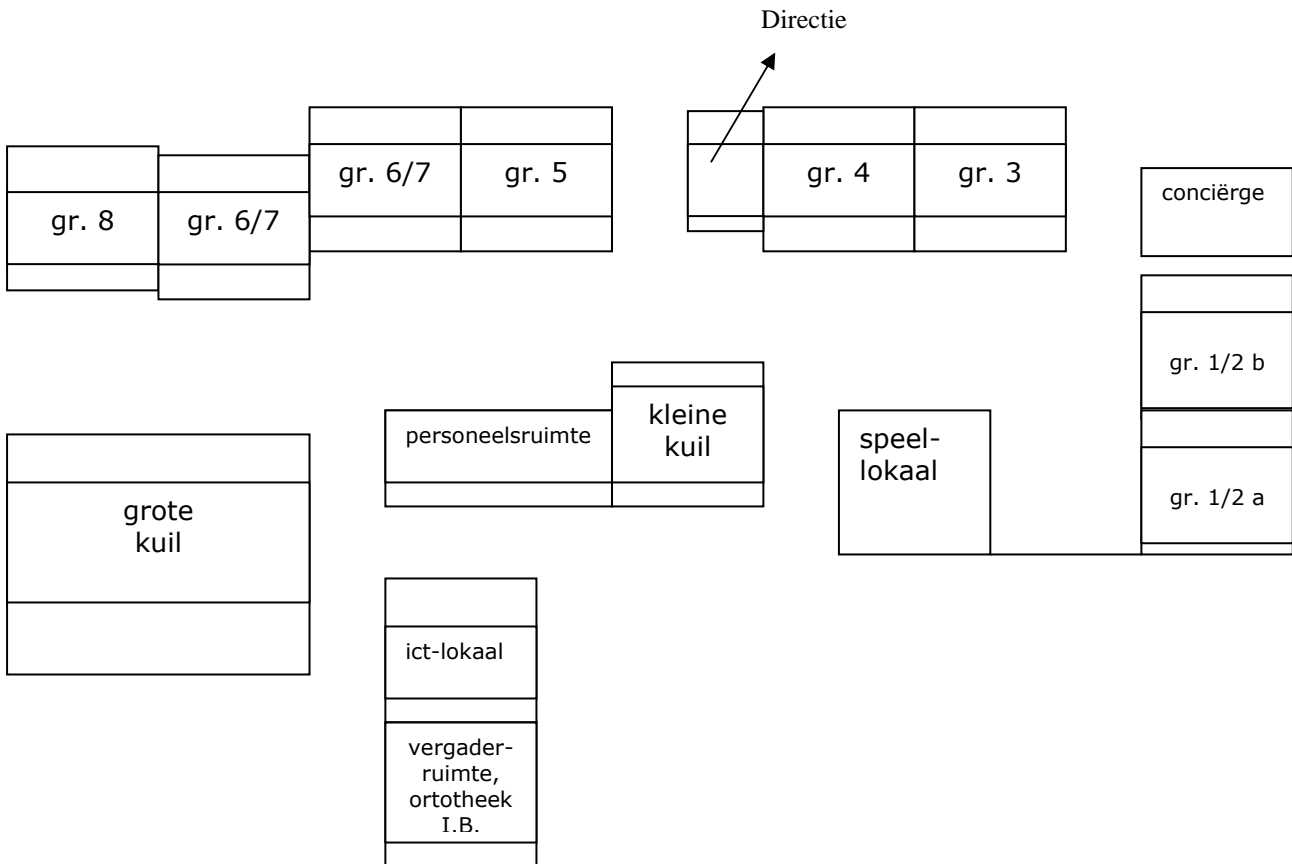 Directie
gr. 6/7
gr. 5
gr. 4
gr. 3
conciërge
gr. 8
gr. 6/7
gr. 1/2 b
personeelsruimte
kleine
kuil
speel-
lokaal
gr. 1/2 a
grote
kuil
ict-lokaal
vergader-
ruimte,
ortotheek
I.B.